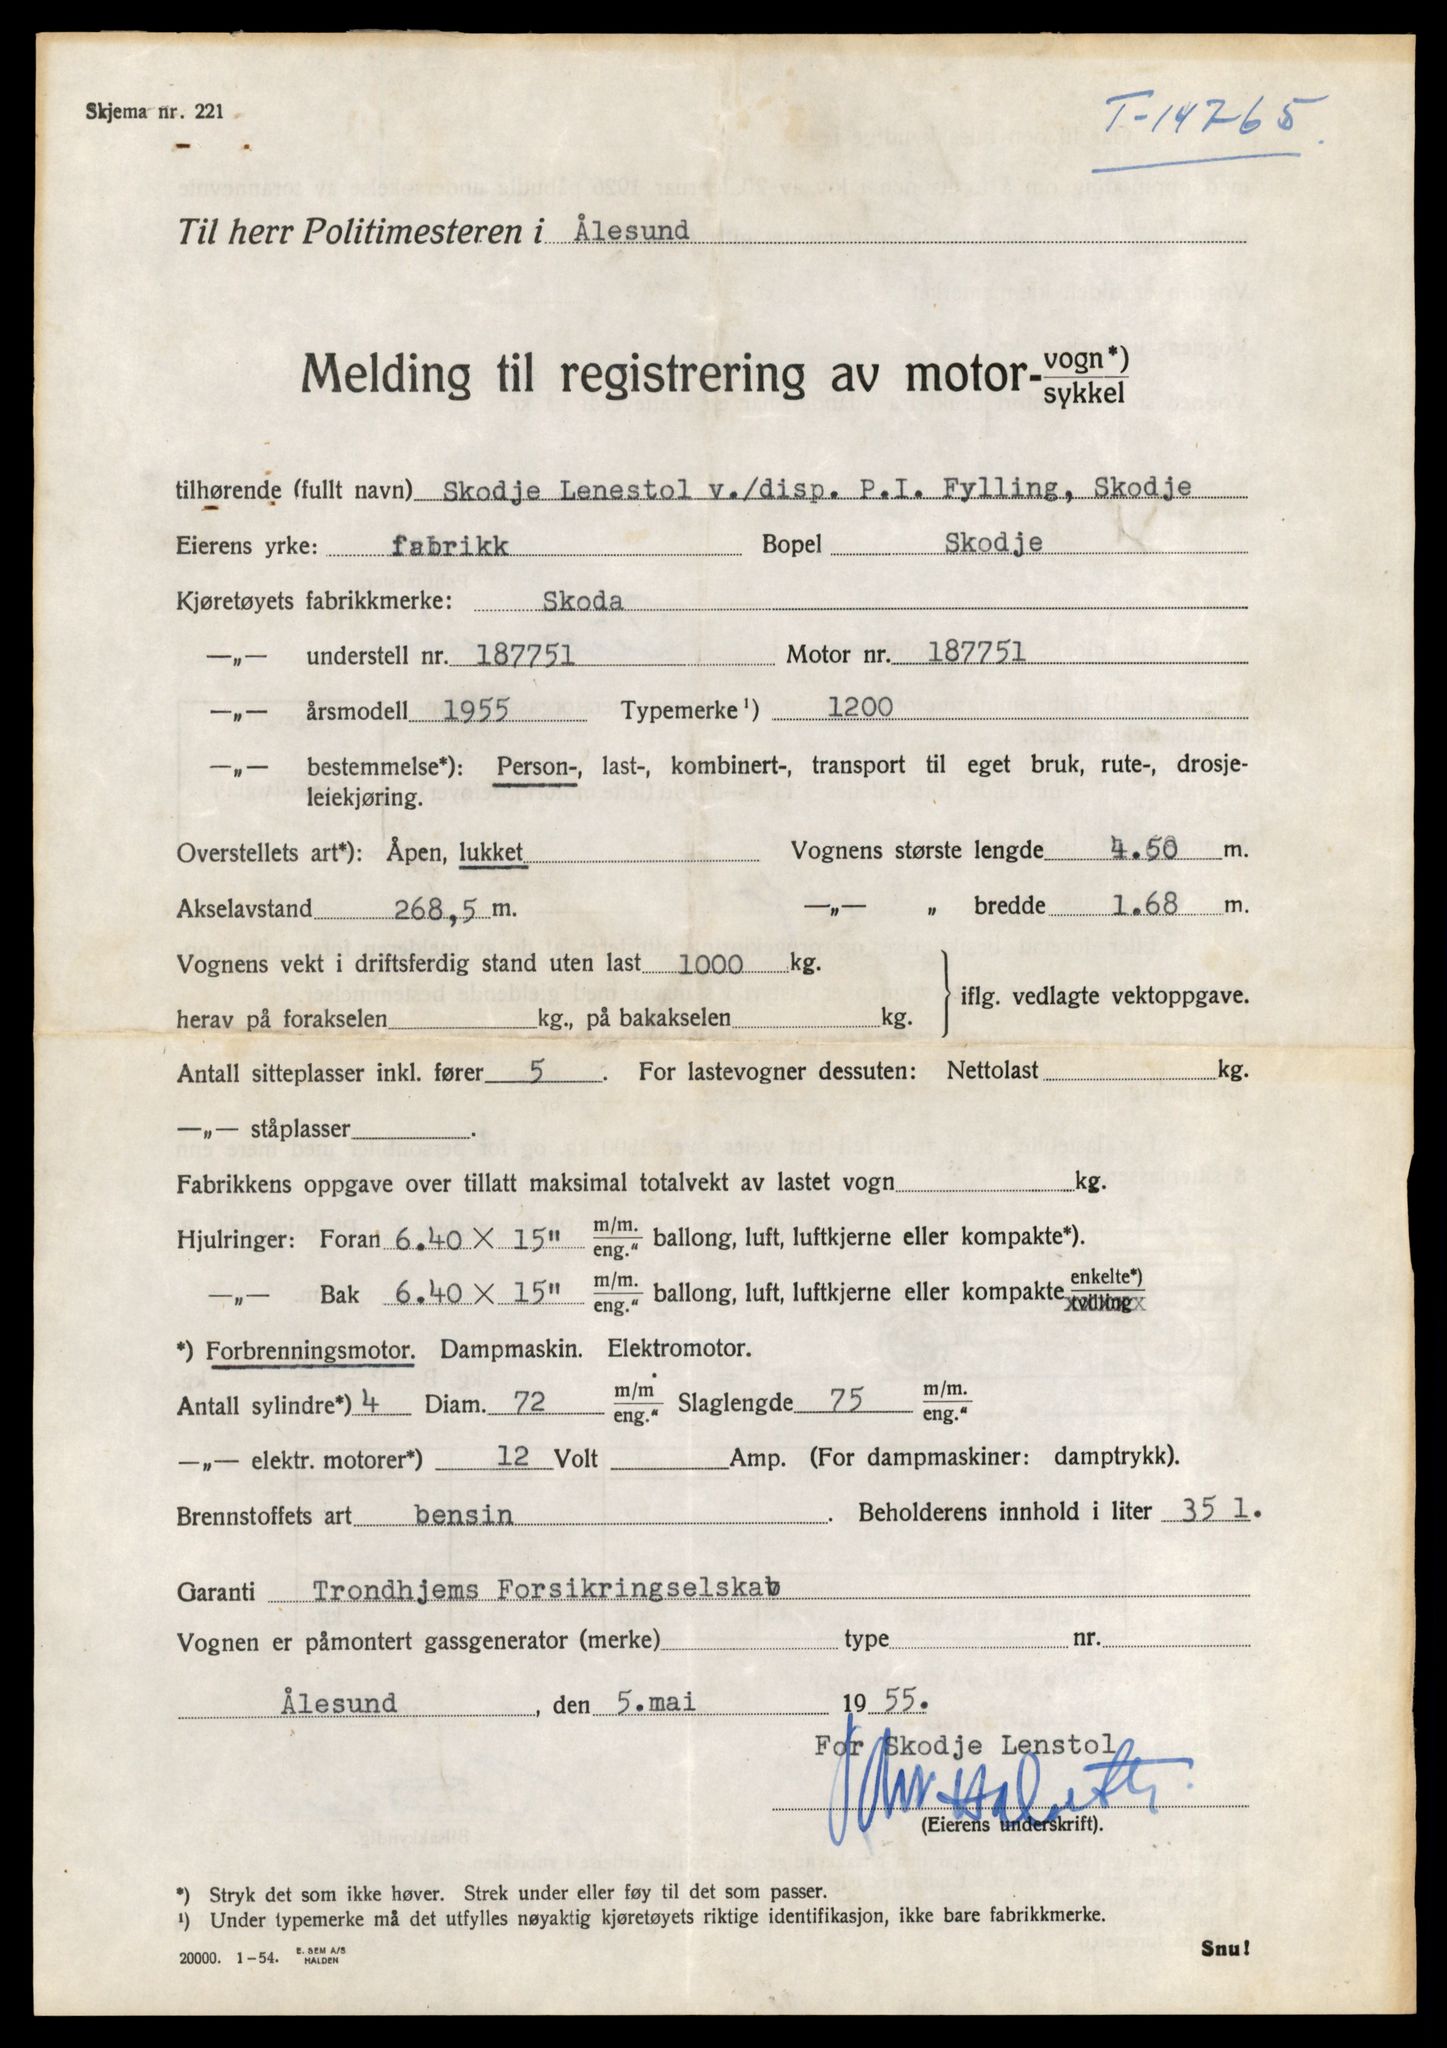 Skjema nr. 221
T-14765.
Til herr Politimesteren i Ålesund
Melding til registrering av motor-vogn*)
sykkel
tilhørende (fullt navn) Skodje Lenestol v./disp. P.I. Fylling, Skodje
Eierens yrke: fabrikk Bopel Skodje
Kjøretøyets fabrikkmerke: Skoda
—„— understell nr. 187751 Motor nr. 187751
—„— årsmodell 1955 Typemerke¹) 1200
—„— bestemmelse*): Person-, last-, kombinert-, transport til eget bruk, rute-, drosje-
leiekjøring.
Overstellets art*): Åpen, lukket Vognens største lengde 4.50 m.
Akselavstand 268,5 m. —„— „ bredde 1.68 m.
Vognens vekt i driftsferdig stand uten last 1000 kg.
iflg. vedlagte vektoppgave.
herav på forakselen kg., på bakakselen kg.
Antall sitteplasser inkl. fører 5 . For lastevogner dessuten: Nettolast kg.
—„— ståplasser .
Fabrikkens oppgave over tillatt maksimal totalvekt av lastet vogn kg.
Hjulringer: Foran 6.40 X 15" m/m. eng." ballong, luft, luftkjerne eller kompakte*).
—„— Bak 6.40 X 15" m/m. eng." ballong, luft, luftkjerne eller kompakte enkelte*)
tvilling
*) Forbrenningsmotor. Dampmaskin. Elektromotor.
Antall sylindre*) 4 Diam. 72 m/m eng." Slaglengde 75 m/m. eng."
—„— elektr. motorer*) 12 Volt Amp. (For dampmaskiner: damptrykk).
Brennstoffets art bensin . Beholderens innhold i liter 35 l.
Garanti Trondhjems Forsikringselskab
Vognen er påmontert gassgenerator (merke) type nr.
Ålesund , den 5.mai 19 55.
For Skodje Lenstol
(Eierens underskrift).
*) Stryk det som ikke høver. Strek under eller føy til det som passer.
¹) Under typemerke må det utfylles nøyaktig kjøretøyets riktige identifikasjon, ikke bare fabrikkmerke.
20000. 1-54. E. SEM A/S
HALDEN
Snu!